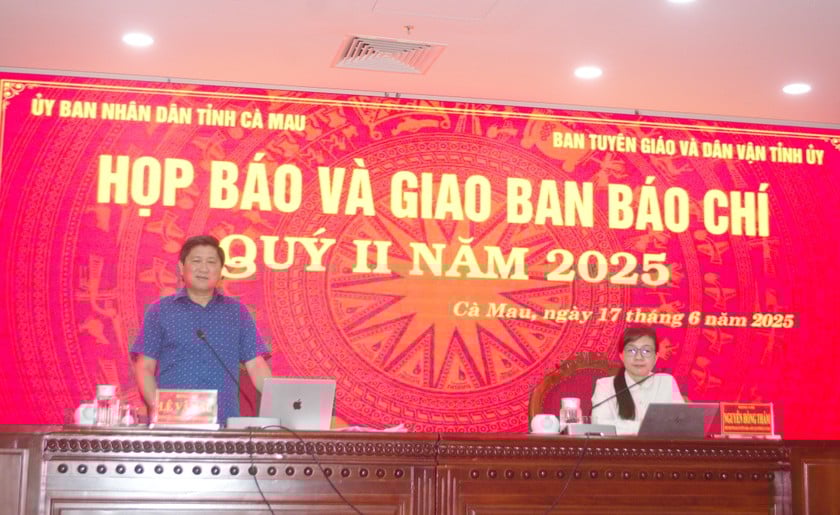 ỦY BAN NHÂN DÂN TỈNH CÀ MAU
BAN TUYÊN GIÁO VÀ DÂN VẬN TỈNH ỦY
HỌP BÁO VÀ GIAO BAN BÁO CHÍ
QUÝ II NĂM 2025
Cà Mau, ngày 17 tháng 6 năm 2025
NGUYỄN HỒNG THẮM